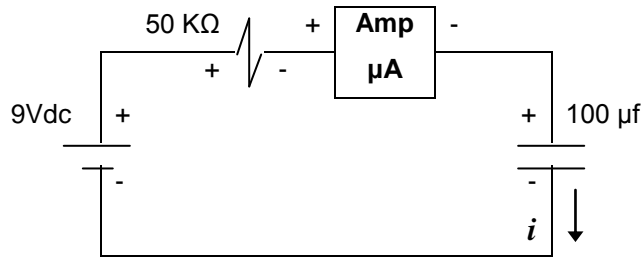 50 KΩ
+ Amp -
+ - µA
9Vdc +
-
+ 100 µf
-
i